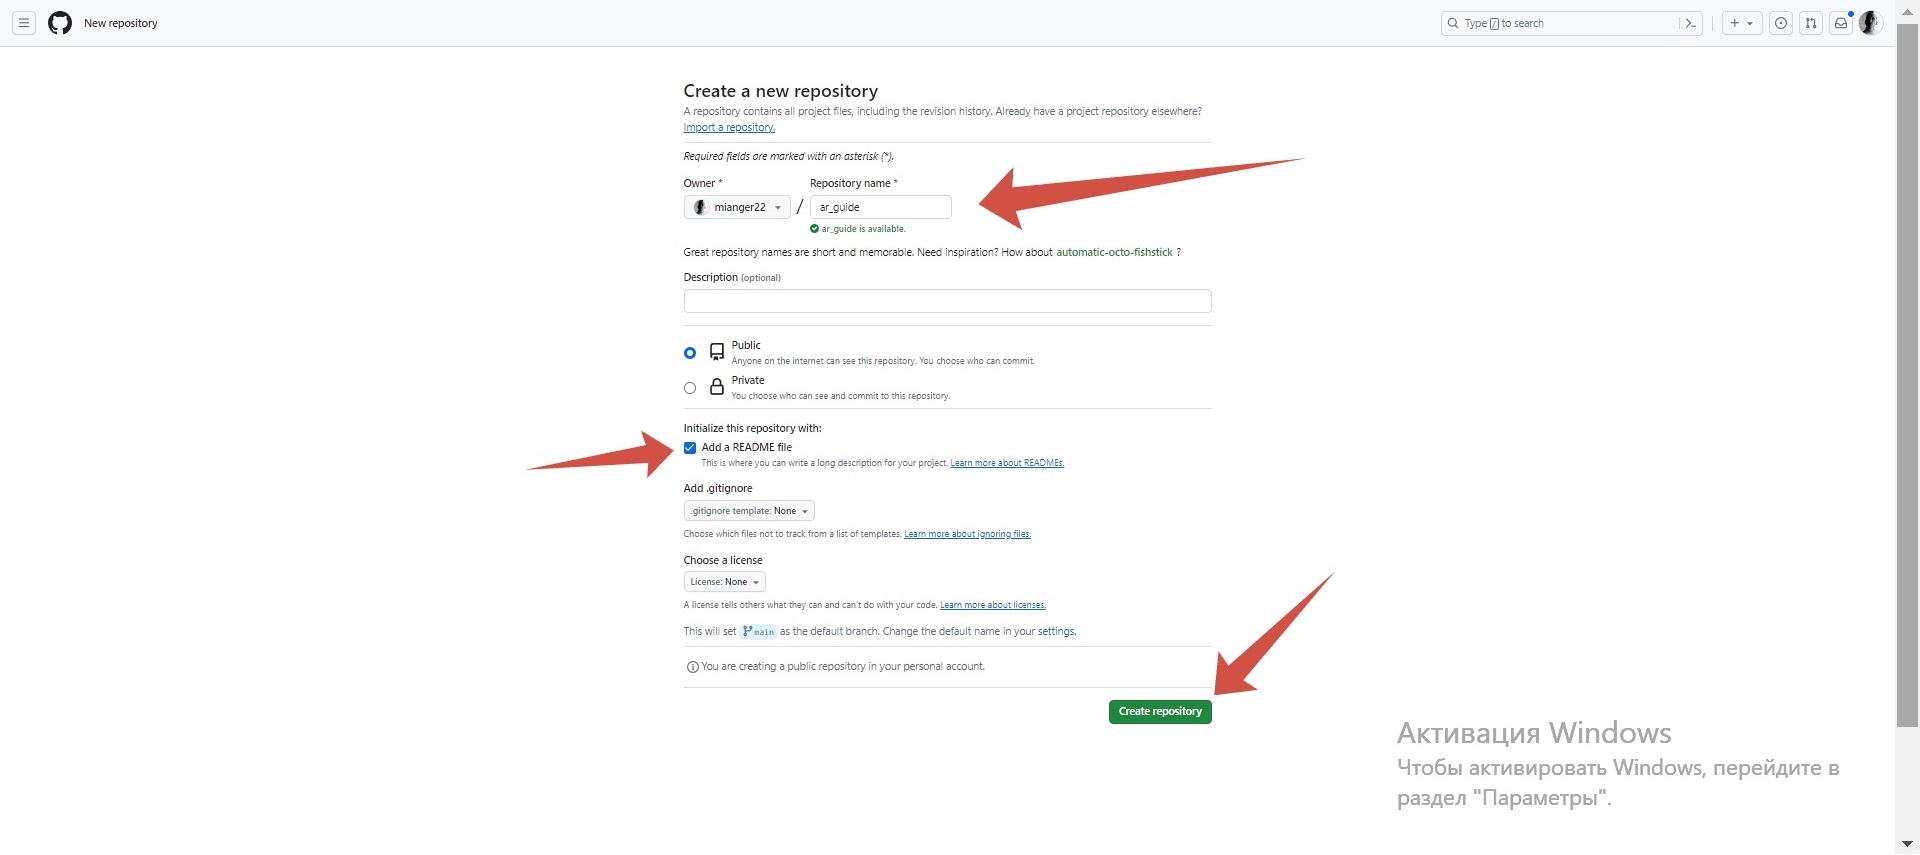 New repository
Type / to search
Create a new repository
A repository contains all project files, including the revision history. Already have a project repository elsewhere?
Import a repository.
Required fields are marked with an asterisk (*).
Owner *
Repository name *
mianger22
/
ar_guide
ar_guide is available.
Great repository names are short and memorable. Need inspiration? How about automatic-octo-fishstick ?
Description (optional)
Public
Anyone on the internet can see this repository. You choose who can commit.
Private
You choose who can see and commit to this repository.
Initialize this repository with:
Add a README file
This is where you can write a long description for your project. Learn more about READMEs.
Add .gitignore
.gitignore template: None
Choose which files not to track from a list of templates. Learn more about ignoring files.
Choose a license
License: None
A license tells others what they can and can't do with your code. Learn more about licenses.
This will set main as the default branch. Change the default name in your settings.
You are creating a public repository in your personal account.
Create repository
Активация Windows
Чтобы активировать Windows, перейдите в
раздел "Параметры".